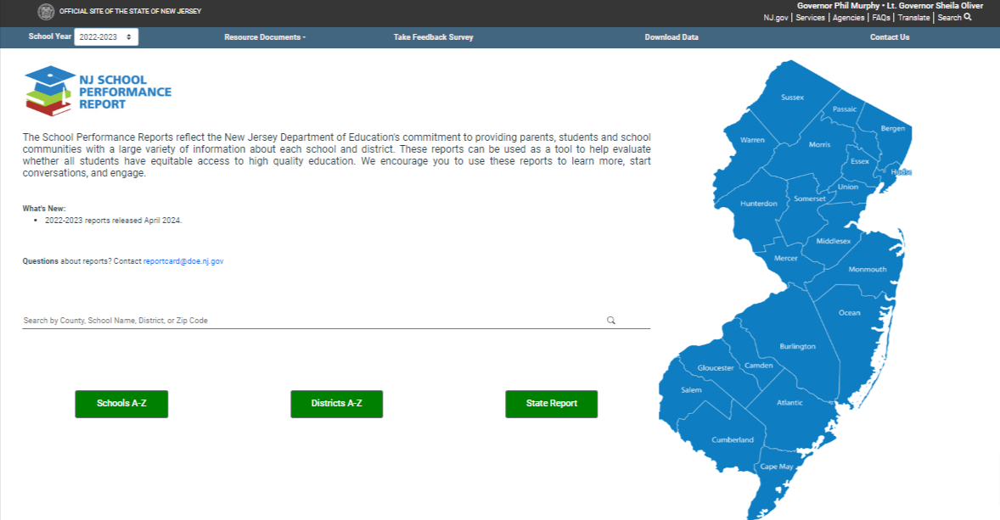 OFFICIAL SITE OF THE STATE OF NEW JERSEY
Governor Phil Murphy • Lt. Governor Sheila Oliver
NJ.gov | Services | Agencies | FAQs | Translate | Search
School Year 2022-2023 Resource Documents - Take Feedback Survey Download Data Contact Us
NJ SCHOOL
PERFORMANCE
REPORT
The School Performance Reports reflect the New Jersey Department of Education's commitment to providing parents, students and school
communities with a large variety of information about each school and district. These reports can be used as a tool to help evaluate
whether all students have equitable access to high quality education. We encourage you to use these reports to learn more, start
conversations, and engage.
What's New:
• 2022-2023 reports released April 2024.
Questions about reports? Contact reportcard@doe.nj.gov
Search by County, School Name, District, or Zip Code
Schools A-Z
Districts A-Z
State Report
Sussex
Passaic
Bergen
Warren
Morris
Essex
Hudson
Union
Somerset
Hunterdon
Middlesex
Mercer
Monmouth
Ocean
Burlington
Camden
Gloucester
Salem
Atlantic
Cumberland
Cape May